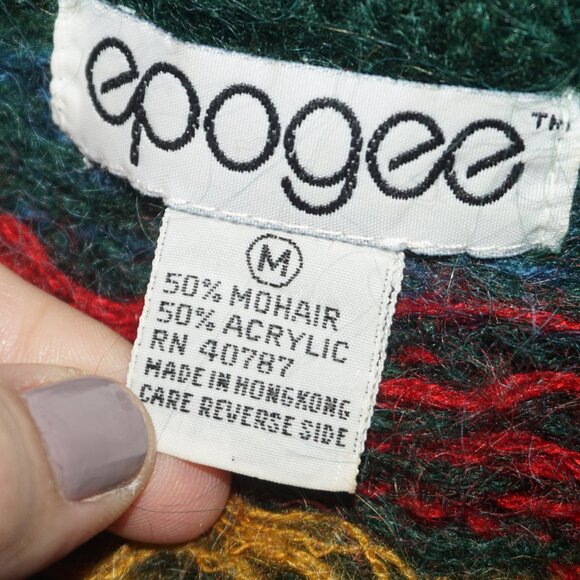 epogee ™
M
50% MOHAIR
50% ACRYLIC
RN 40787
MADE IN HONGKONG
CARE REVERSE SIDE